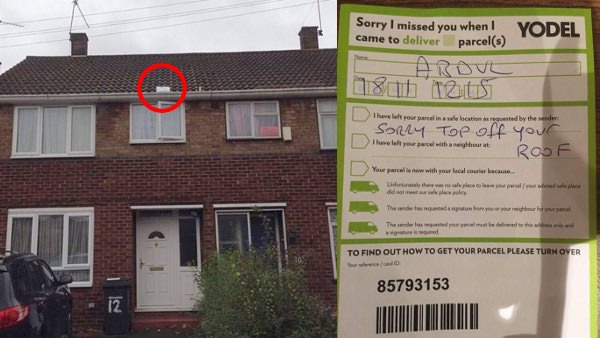 12
Sorry I missed you when I
came to deliver parcel(s)
YODEL
Name
ABDUL
18 11 12:15
I have left your parcel in a safe location as requested by the sender:
SORRY TOP OFF YOUR
ROOF
I have left your parcel with a neighbour at:
Your parcel is now with your local courier because...
Unfortunately there was no safe place to leave your parcel / your advised safe place
did not meet our safe place policy.
The sender has requested a signature from you or your neighbour for your parcel.
The sender has requested your parcel must be delivered to this address only and
a signature is required.
TO FIND OUT HOW TO GET YOUR PARCEL PLEASE TURN OVER
Your reference / card ID:
85793153